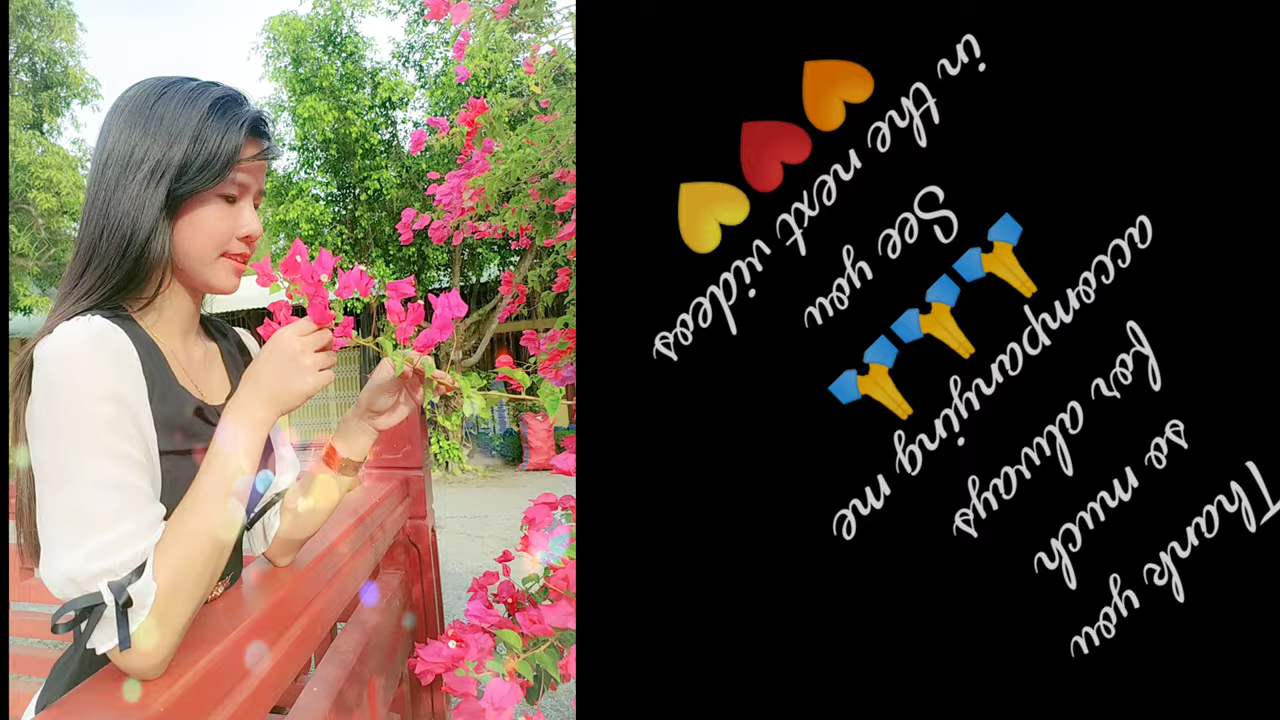 Thank you
so much
for always
accompanying me
🙏🙏🙏
See you
in the next videos
💛❤️🧡